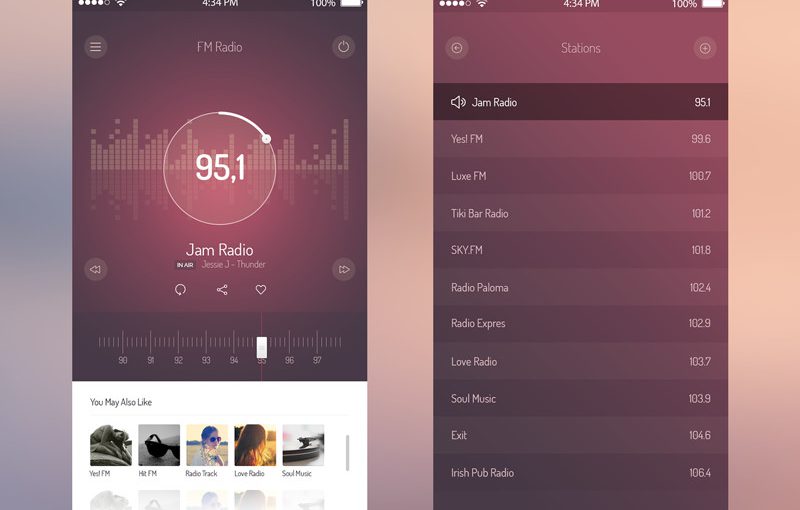 4:34 PM
100%
FM Radio
95,1
Jam Radio
IN AIR Jessie J - Thunder
90 91 92 93 94 95 96 97
You May Also Like
Yes! FM
Hit FM
Radio Track
Love Radio
Soul Music
4:34 PM
100%
Stations
Jam Radio 95.1
Yes! FM 99.6
Luxe FM 100.7
Tiki Bar Radio 101.2
SKY.FM 101.8
Radio Paloma 102.4
Radio Expres 102.9
Love Radio 103.7
Soul Music 103.9
Exit 104.6
Irish Pub Radio 106.4